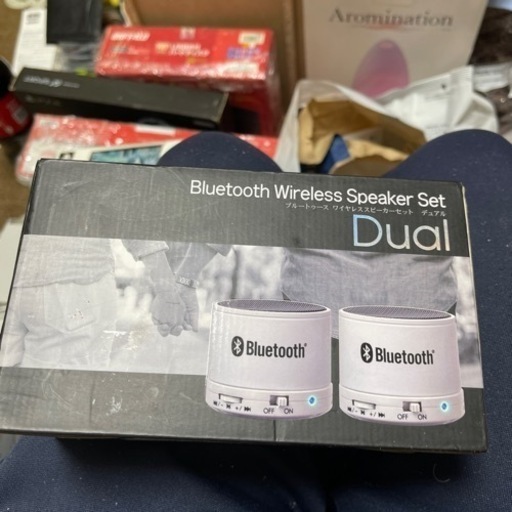 Aromination
Bluetooth Wireless Speaker Set
ブルートゥース ワイヤレススピーカーセット デュアル
Dual
Bluetooth
Bluetooth
OFF ON
OFF ON